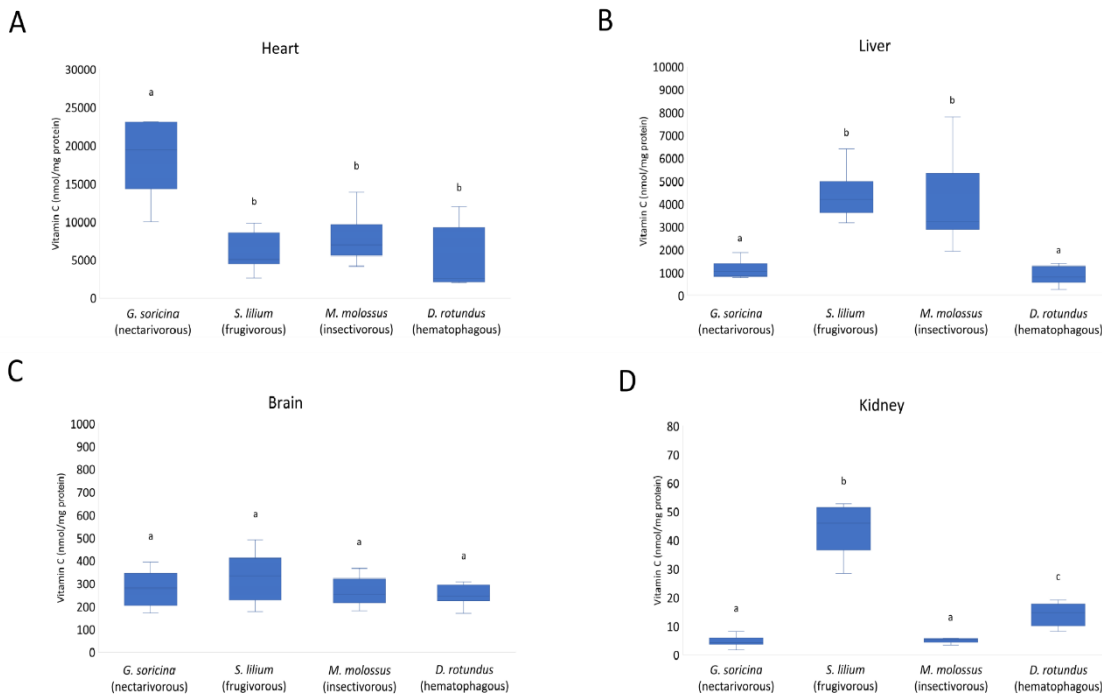 A
Heart
30000
25000
20000
15000
10000
5000
0
Vitamin C (nmol/mg protein)
a
b
b
b
G. soricina S. lilium M. molossus D. rotundus
(nectarivorous) (frugivorous) (insectivorous) (hematophagous)
B
Liver
10000
9000
8000
7000
6000
5000
4000
3000
2000
1000
0
Vitamin C (nmol/mg protein)
a
b
b
a
G. soricina S. lilium M. molossus D. rotundus
(nectarivorous) (frugivorous) (insectivorous) (hematophagous)
C
Brain
1000
900
800
700
600
500
400
300
200
100
0
Vitamin C (nmol/mg protein)
a
a
a
a
G. soricina S. lilium M. molossus D. rotundus
(nectarivorous) (frugivorous) (insectivorous) (hematophagous)
D
Kidney
80
70
60
50
40
30
20
10
0
Vitamin C (nmol/mg protein)
a
b
a
c
G. soricina S. lilium M. molossus D. rotundus
(nectarivorous) (frugivorous) (insectivorous) (hematophagous)